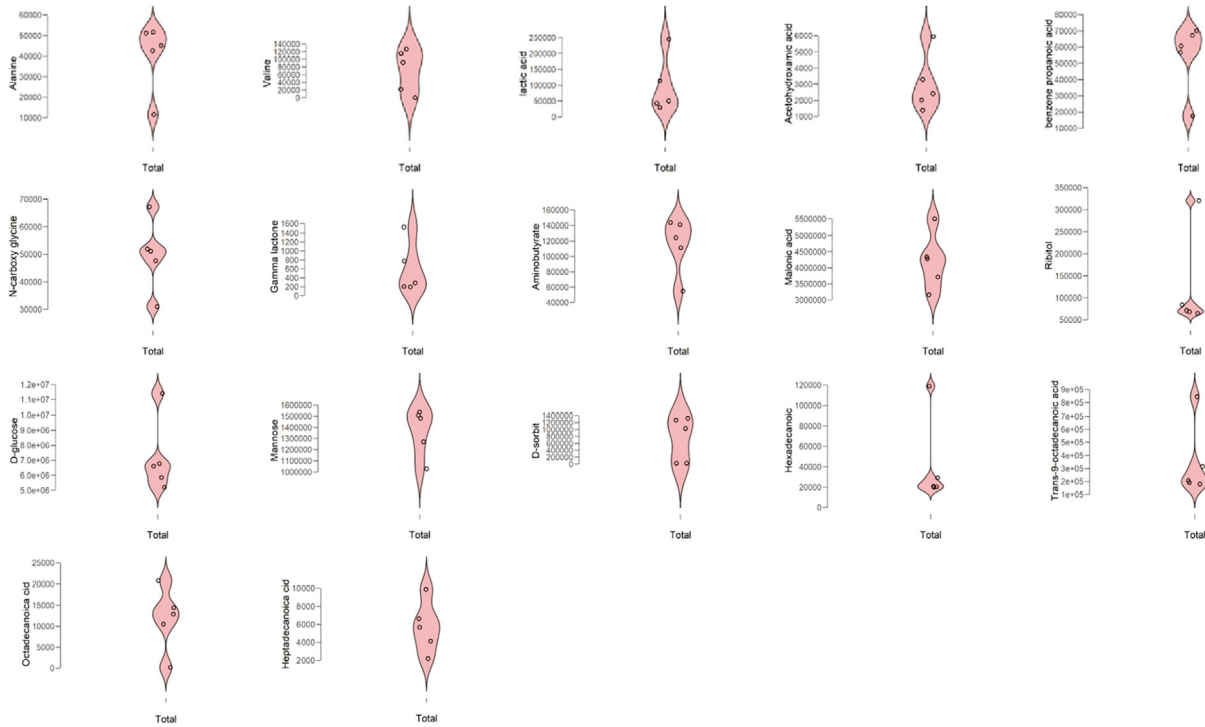 Alanine
60000
50000
40000
30000
20000
10000
Total
Valine
140000
120000
100000
80000
60000
40000
20000
0
Total
lactic acid
250000
200000
150000
100000
50000
0
Total
Acetohydroxamic acid
6000
5000
4000
3000
2000
1000
Total
benzene propanoic acid
80000
70000
60000
50000
40000
30000
20000
10000
Total
N-carboxy glycine
70000
60000
50000
40000
30000
Total
Gamma lactone
1600
1400
1200
1000
800
600
400
200
0
Total
Aminobutyrate
160000
140000
120000
100000
80000
60000
40000
Total
Malonic acid
5500000
5000000
4500000
4000000
3500000
3000000
Total
Ribitol
350000
300000
250000
200000
150000
100000
50000
Total
D-glucose
1.2e+07
1.1e+07
1.0e+07
9.0e+06
8.0e+06
7.0e+06
6.0e+06
5.0e+06
Total
Mannose
1600000
1500000
1400000
1300000
1200000
1100000
1000000
Total
D-sorbit
1400000
1200000
1000000
800000
600000
400000
200000
0
Total
Hexadecanoic
120000
100000
80000
60000
40000
20000
0
Total
Trans-9-octadecanoic acid
9e+05
8e+05
7e+05
6e+05
5e+05
4e+05
3e+05
2e+05
1e+05
Total
Octadecanoica cid
25000
20000
15000
10000
5000
0
Total
Heptadecanoica cid
10000
8000
6000
4000
2000
Total